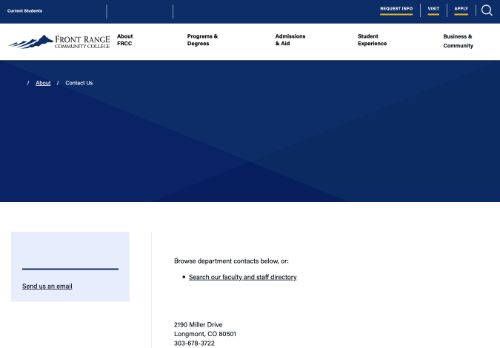 Current Students
REQUEST INFO
VISIT
APPLY
FRONT RANGE
COMMUNITY COLLEGE
About
FRCC
Programs &
Degrees
Admissions
& Aid
Student
Experience
Business &
Community
/ About / Contact Us
Send us an email
Browse department contacts below, or:
Search our faculty and staff directory
2190 Miller Drive
Longmont, CO 80501
303-678-3722